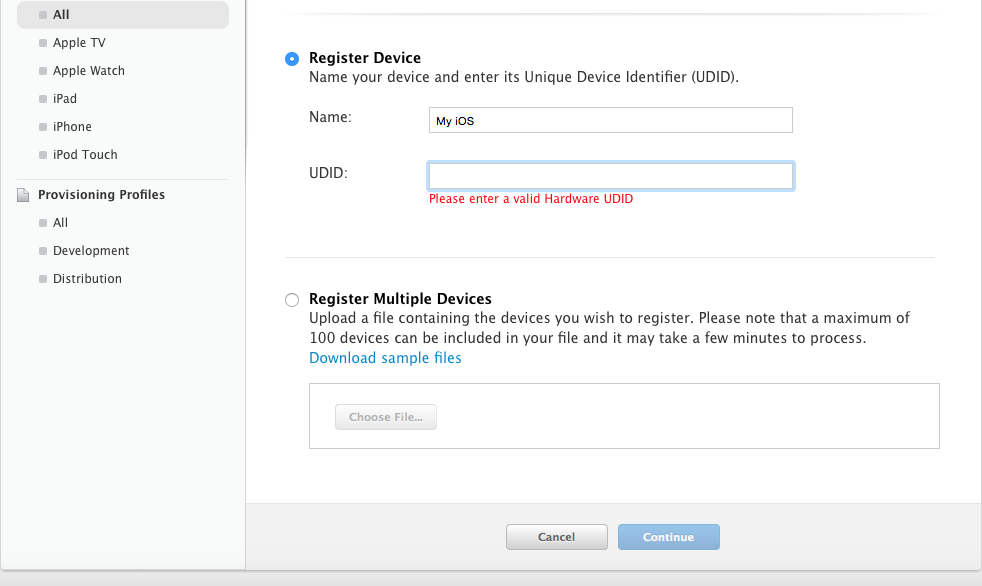 All
Apple TV
Apple Watch
iPad
iPhone
iPod Touch
Provisioning Profiles
All
Development
Distribution
Register Device
Name your device and enter its Unique Device Identifier (UDID).
Name:
My iOS
UDID:
Please enter a valid Hardware UDID
Register Multiple Devices
Upload a file containing the devices you wish to register. Please note that a maximum of
100 devices can be included in your file and it may take a few minutes to process.
Download sample files
Choose File...
Cancel
Continue